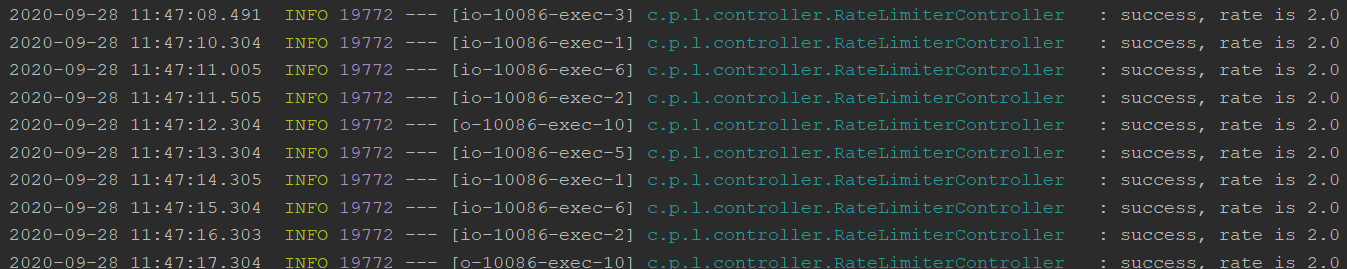 2020-09-28 11:47:08.491  INFO 19772 --- [io-10086-exec-3] c.p.l.controller.RateLimiterController   : success, rate is 2.0
2020-09-28 11:47:10.304  INFO 19772 --- [io-10086-exec-1] c.p.l.controller.RateLimiterController   : success, rate is 2.0
2020-09-28 11:47:11.005  INFO 19772 --- [io-10086-exec-6] c.p.l.controller.RateLimiterController   : success, rate is 2.0
2020-09-28 11:47:11.505  INFO 19772 --- [io-10086-exec-2] c.p.l.controller.RateLimiterController   : success, rate is 2.0
2020-09-28 11:47:12.304  INFO 19772 --- [o-10086-exec-10] c.p.l.controller.RateLimiterController   : success, rate is 2.0
2020-09-28 11:47:13.304  INFO 19772 --- [io-10086-exec-5] c.p.l.controller.RateLimiterController   : success, rate is 2.0
2020-09-28 11:47:14.305  INFO 19772 --- [io-10086-exec-1] c.p.l.controller.RateLimiterController   : success, rate is 2.0
2020-09-28 11:47:15.304  INFO 19772 --- [io-10086-exec-6] c.p.l.controller.RateLimiterController   : success, rate is 2.0
2020-09-28 11:47:16.303  INFO 19772 --- [io-10086-exec-2] c.p.l.controller.RateLimiterController   : success, rate is 2.0
2020-09-28 11:47:17.304  INFO 19772 --- [o-10086-exec-10] c.p.l.controller.RateLimiterController   : success, rate is 2.0